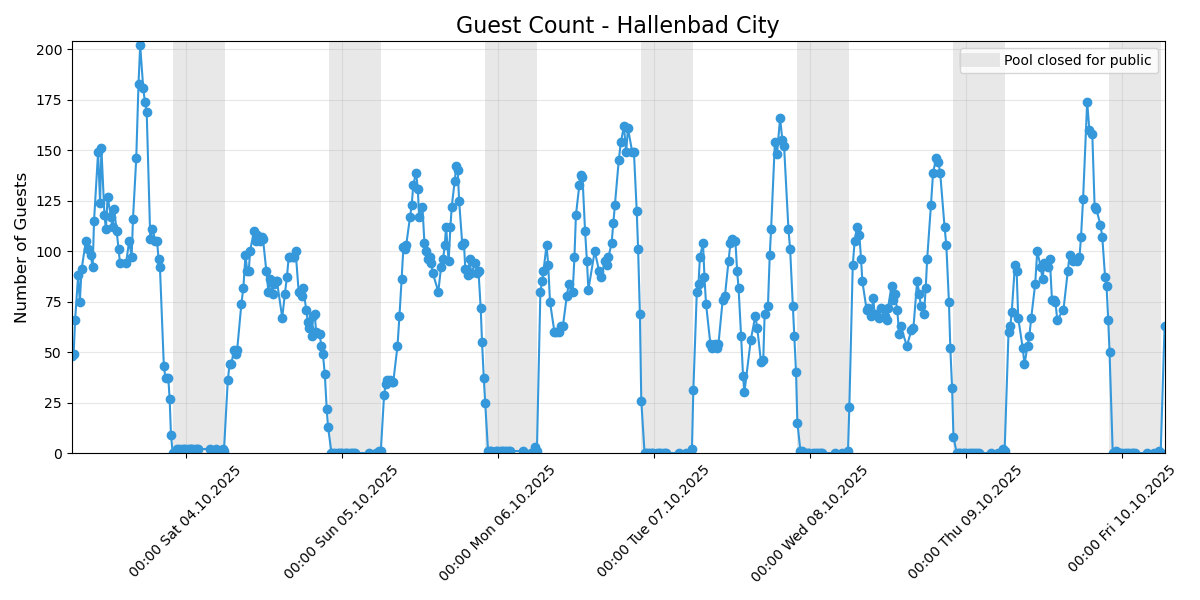 Guest Count - Hallenbad City
Pool closed for public
Number of Guests
200
175
150
125
100
75
50
25
0
00:00 Sat 04.10.2025
00:00 Sun 05.10.2025
00:00 Mon 06.10.2025
00:00 Tue 07.10.2025
00:00 Wed 08.10.2025
00:00 Thu 09.10.2025
00:00 Fri 10.10.2025